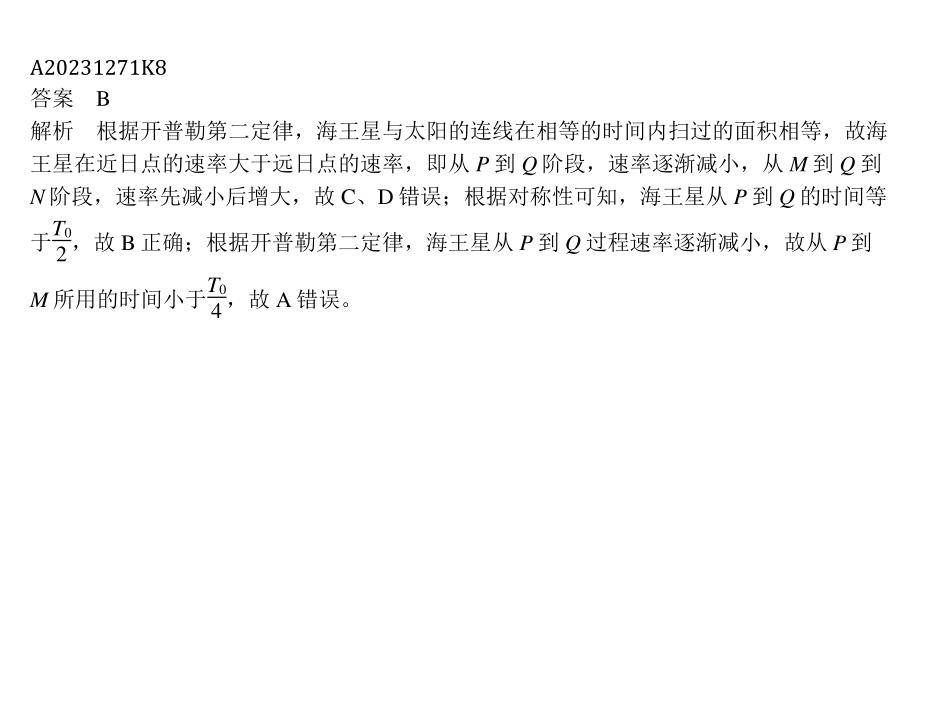 A20231271K8
答案 B
解析 根据开普勒第二定律，海王星与太阳的连线在相等的时间内扫过的面积相等，故海
王星在近日点的速率大于远日点的速率，即从 P 到 Q 阶段，速率逐渐减小，从 M 到 Q 到
N 阶段，速率先减小后增大，故 C、D 错误；根据对称性可知，海王星从 P 到 Q 的时间等
于T₀/2，故 B 正确；根据开普勒第二定律，海王星从 P 到 Q 过程速率逐渐减小，故从 P 到
M 所用的时间小于T₀/4，故 A 错误。